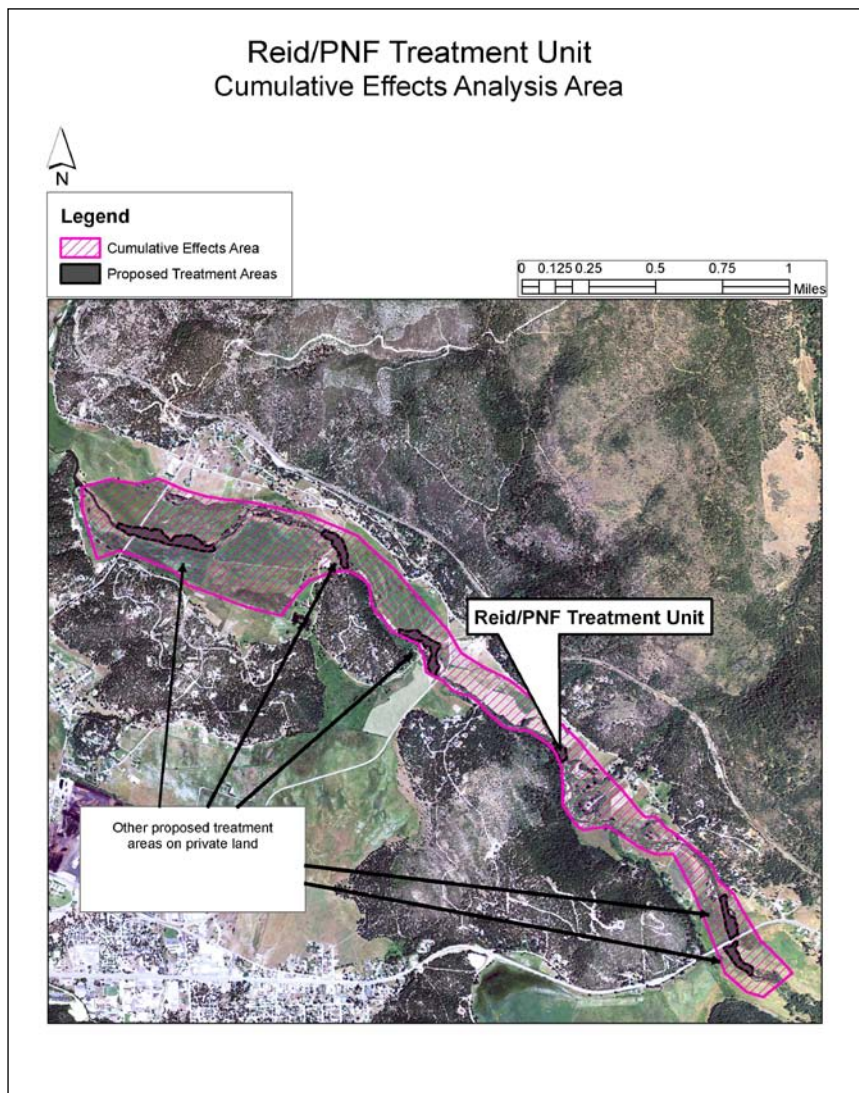 Reid/PNF Treatment Unit
Cumulative Effects Analysis Area
N
Legend
Cumulative Effects Area
Proposed Treatment Areas
0 0.125 0.25 0.5 0.75 1
Miles
Reid/PNF Treatment Unit
Other proposed treatment
areas on private land